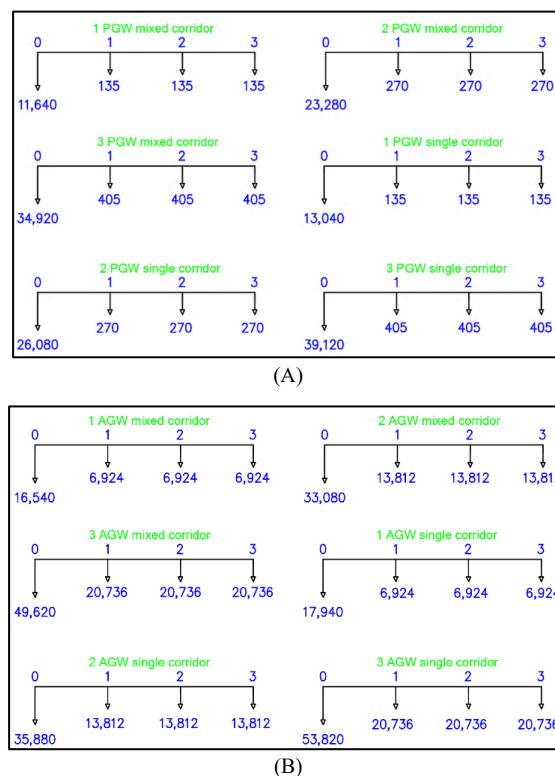 1 PGW mixed corridor 2 PGW mixed corridor
0 1 2 3 0 1 2 3
135 135 135 270 270 270
11,640 23,280
3 PGW mixed corridor 1 PGW single corridor
0 1 2 3 0 1 2 3
405 405 405 135 135 135
34,920 13,040
2 PGW single corridor 3 PGW single corridor
0 1 2 3 0 1 2 3
270 270 270 405 405 405
26,080 39,120
(A)
1 AGW mixed corridor 2 AGW mixed corridor
0 1 2 3 0 1 2 3
6,924 6,924 6,924 13,812 13,812 13,812
16,540 33,080
3 AGW mixed corridor 1 AGW single corridor
0 1 2 3 0 1 2 3
20,736 20,736 20,736 6,924 6,924 6,924
49,620 17,940
2 AGW single corridor 3 AGW single corridor
0 1 2 3 0 1 2 3
13,812 13,812 13,812 20,736 20,736 20,736
35,880 53,820
(B)